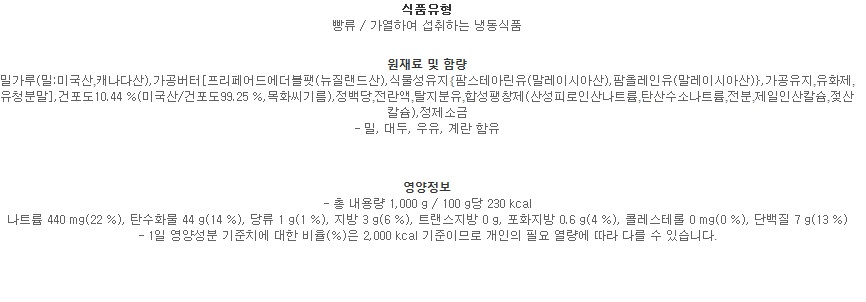 식품유형
빵류 / 가열하여 섭취하는 냉동식품
원재료 및 함량
밀가루(밀:미국산,캐나다산),가공버터[프리페어드에더블팻(뉴질랜드산),식물성유지{팜스테아린유(말레이시아산),팜올레인유(말레이시아산)},가공유지,유화제,
유청분말],건포도10.44 %(미국산/건포도99.25 %,목화씨기름),정백당,전란액,탈지분유,합성팽창제(산성피로인산나트륨,탄산수소나트륨,전분,제일인산칼슘,젖산
칼슘),정제소금
- 밀, 대두, 우유, 계란 함유
영양정보
- 총 내용량 1,000 g / 100 g당 230 kcal
나트륨 440 mg(22 %), 탄수화물 44 g(14 %), 당류 1 g(1 %), 지방 3 g(6 %), 트랜스지방 0 g, 포화지방 0.6 g(4 %), 콜레스테롤 0 mg(0 %), 단백질 7 g(13 %)
- 1일 영양성분 기준치에 대한 비율(%)은 2,000 kcal 기준이므로 개인의 필요 열량에 따라 다를 수 있습니다.